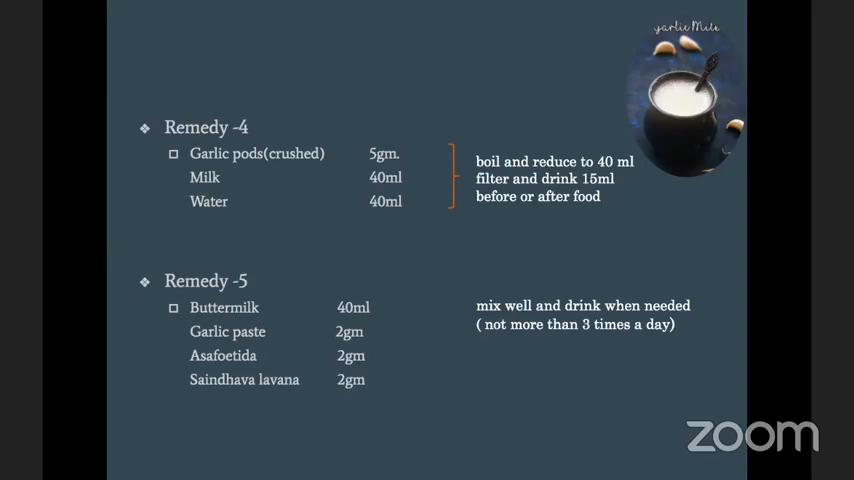 garlic Milk
Remedy -4
Garlic pods(crushed) 5gm.
Milk 40ml
Water 40ml
boil and reduce to 40 ml
filter and drink 15ml
before or after food
Remedy -5
Buttermilk 40ml
Garlic paste 2gm
Asafoetida 2gm
Saindhava lavana 2gm
mix well and drink when needed
( not more than 3 times a day)
zoom